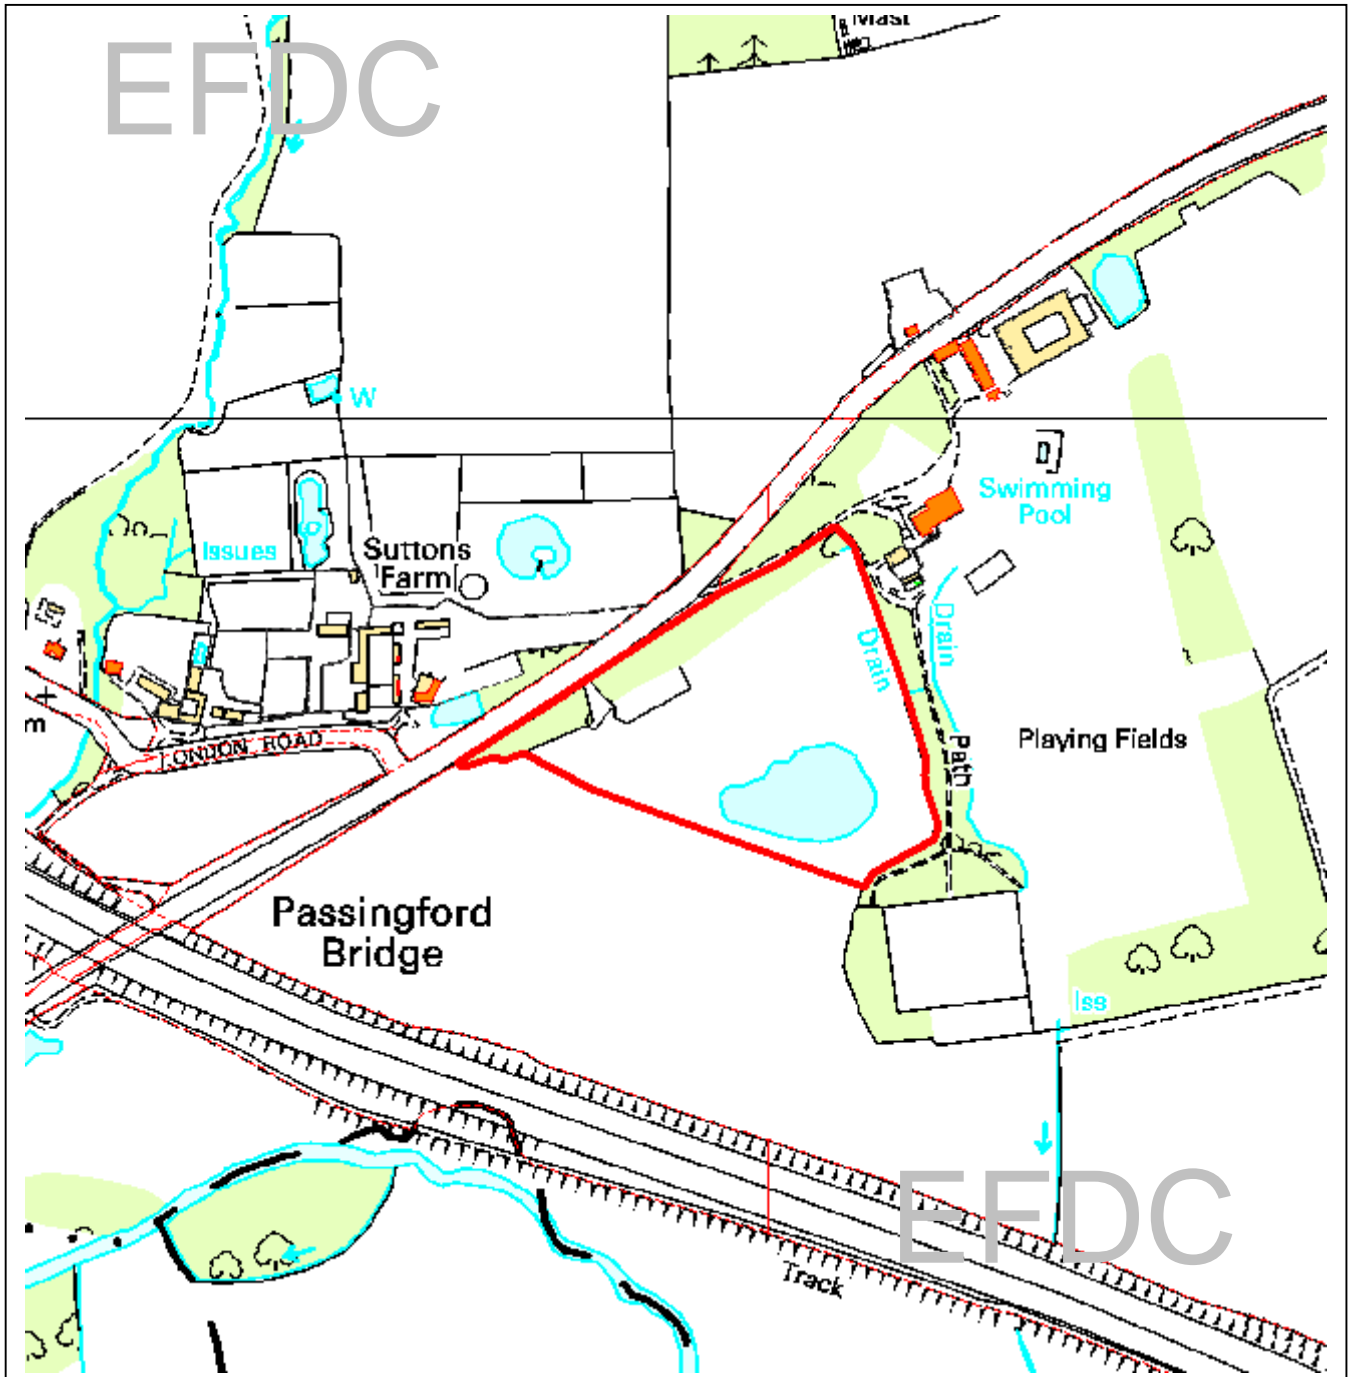 Mast
EFDC
W
Swimming
Pool
Issues
Suttons
Farm
Drain
Drain
m
LONDON ROAD
Path
Playing Fields
Passingford
Bridge
Iss
EFDC
Track